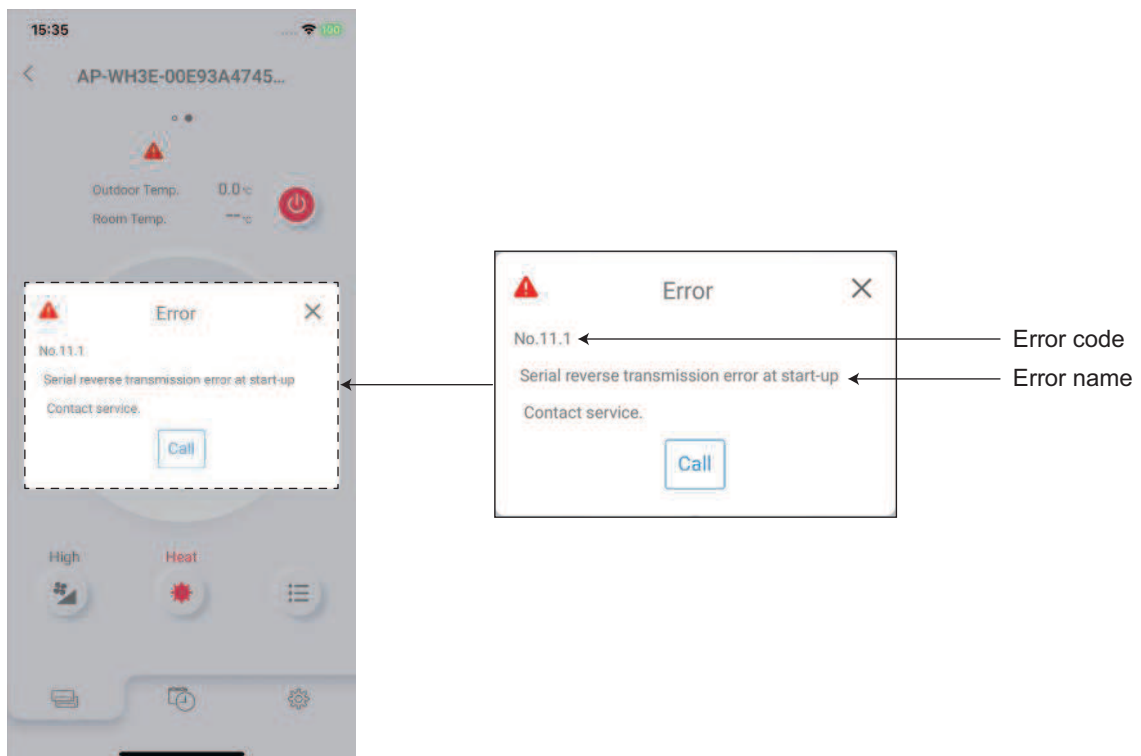 15:35
100
AP-WH3E-00E93A4745...
Outdoor Temp. 0.0 °C
Room Temp. --°C
Error
No.11.1
Serial reverse transmission error at start-up
Contact service.
Call
High Heat
Error
No.11.1
Serial reverse transmission error at start-up
Contact service.
Call
Error code
Error name